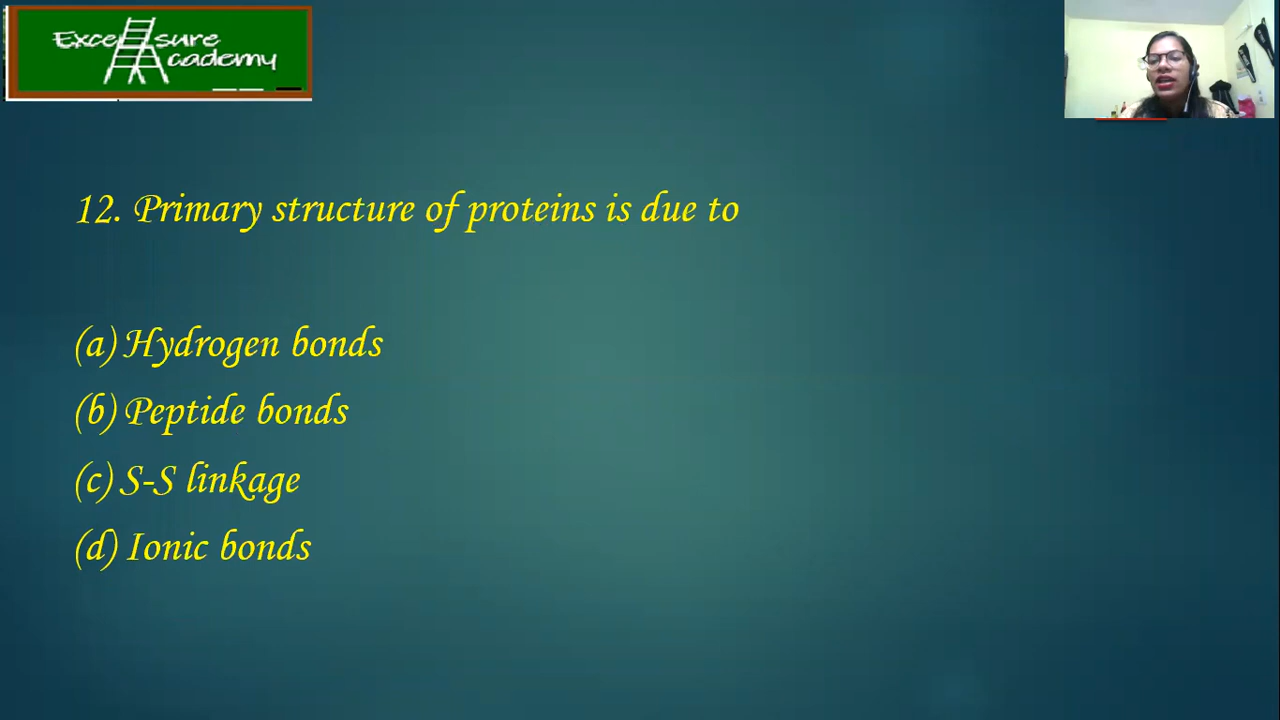 Excel sure
Academy
12. Primary structure of proteins is due to
(a) Hydrogen bonds
(b) Peptide bonds
(c) S-S linkage
(d) Ionic bonds